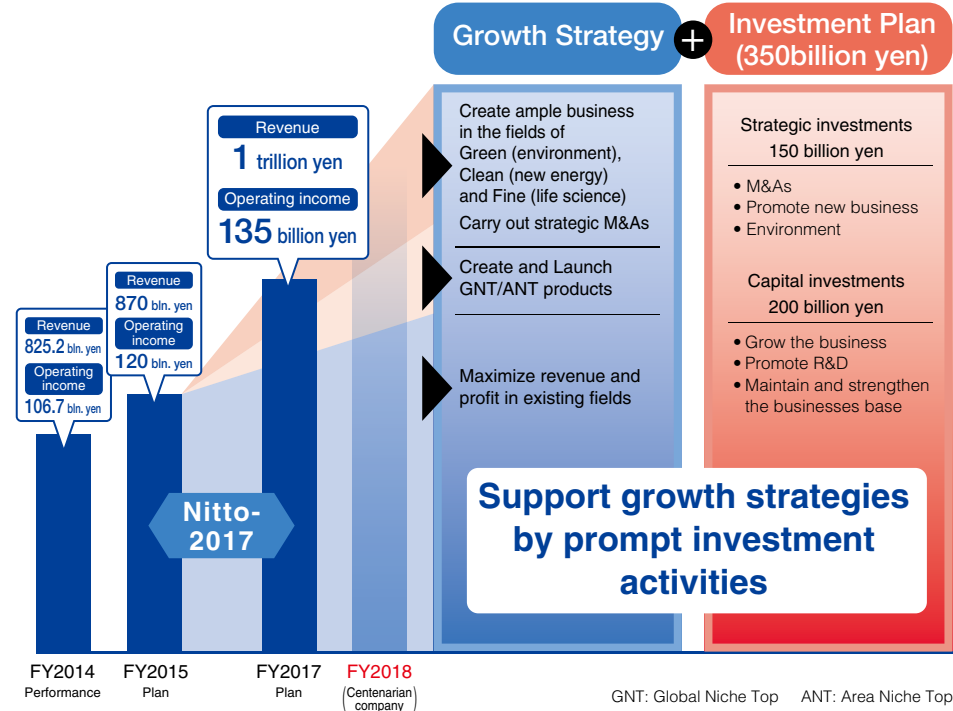 Growth Strategy
+
Investment Plan
(350billion yen)
Revenue
825.2 bln. yen
Operating
income
106.7 bln. yen
Revenue
870 bln. yen
Operating
income
120 bln. yen
Revenue
1 trillion yen
Operating income
135 billion yen
Nitto-
2017
Create ample business
in the fields of
Green (environment),
Clean (new energy)
and Fine (life science)
Carry out strategic M&As
Create and Launch
GNT/ANT products
Maximize revenue and
profit in existing fields
Strategic investments
150 billion yen
• M&As
• Promote new business
• Environment
Capital investments
200 billion yen
• Grow the business
• Promote R&D
• Maintain and strengthen
the businesses base
Support growth strategies
by prompt investment
activities
FY2014
Performance
FY2015
Plan
FY2017
Plan
FY2018
(Centenarian
company)
GNT: Global Niche Top ANT: Area Niche Top